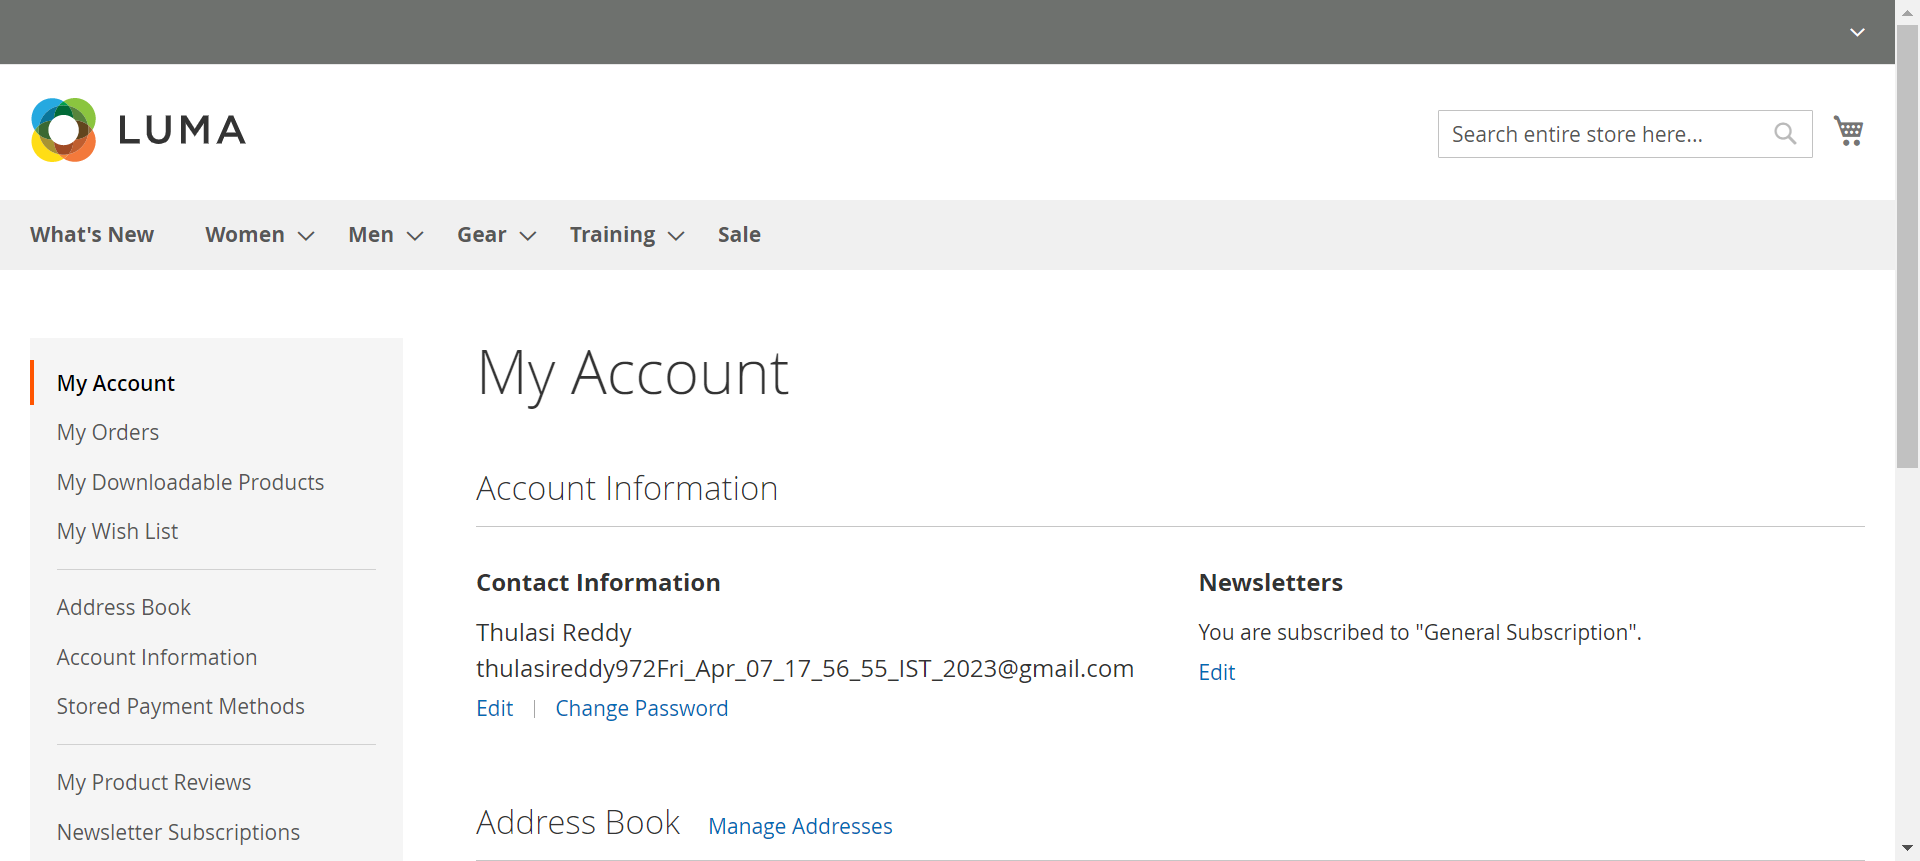 LUMA
Search entire store here...
What's New Women Men Gear Training Sale
My Account
My Orders
My Downloadable Products
My Wish List
Address Book
Account Information
Stored Payment Methods
My Product Reviews
Newsletter Subscriptions
My Account
Account Information
Contact Information
Thulasi Reddy
thulasireddy972Fri_Apr_07_17_56_55_IST_2023@gmail.com
Edit | Change Password
Newsletters
You are subscribed to "General Subscription".
Edit
Address Book Manage Addresses